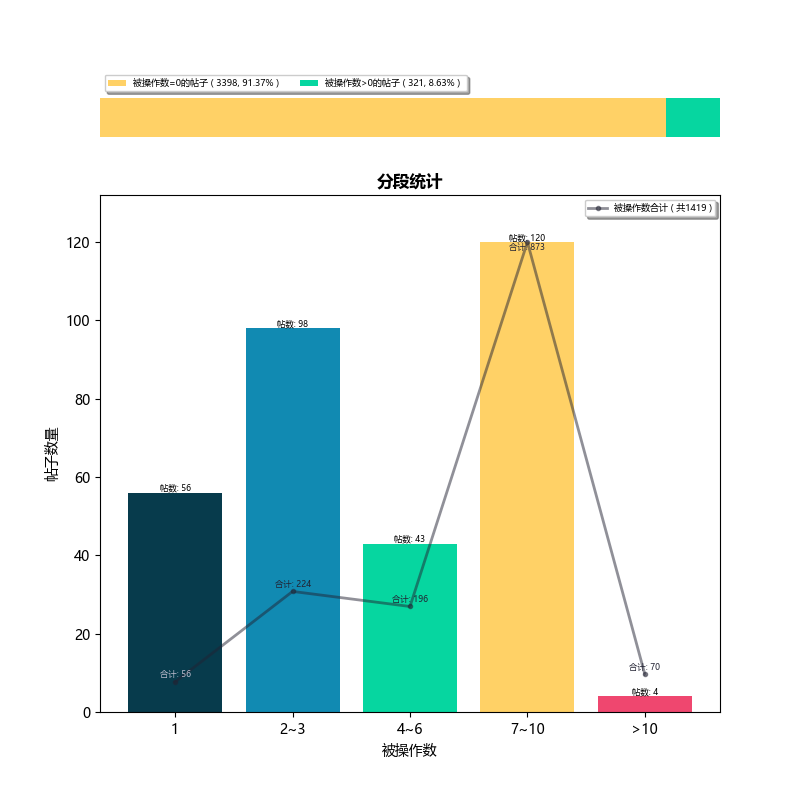 被操作数=0的帖子 ( 3398, 91.37% ) 被操作数>0的帖子 ( 321, 8.63% )
分段统计
被操作数合计 ( 共1419 )
帖子数量
120
100
80
60
40
20
0
帖数: 56
合计: 56
帖数: 98
合计: 224
帖数: 43
合计: 196
帖数: 120
合计: 873
合计: 70
帖数: 4
1 2~3 4~6 7~10 >10
被操作数